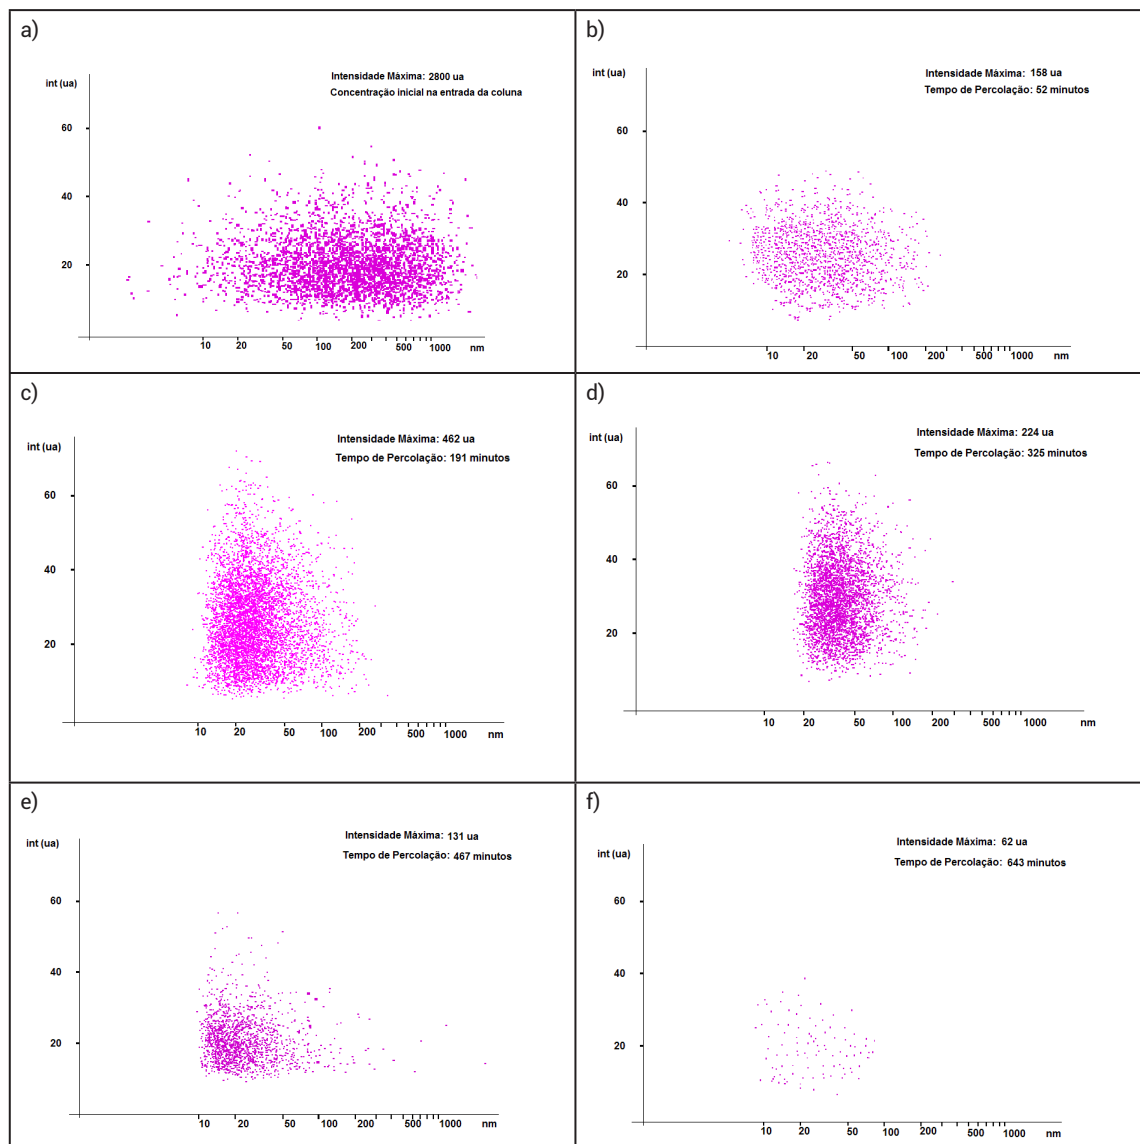 a)
Intensidade Máxima: 2800 ua
Concentração inicial na entrada da coluna
int (ua)
60
40
20
10 20 50 100 200 500 1000 nm
b)
Intensidade Máxima: 158 ua
Tempo de Percolação: 52 minutos
int (ua)
60
40
20
10 20 50 100 200 500 1000 nm
c)
Intensidade Máxima: 462 ua
Tempo de Percolação: 191 minutos
int (ua)
60
40
20
10 20 50 100 200 500 1000 nm
d)
Intensidade Máxima: 224 ua
Tempo de Percolação: 325 minutos
int (ua)
60
40
20
10 20 50 100 200 500 1000 nm
e)
Intensidade Máxima: 131 ua
Tempo de Percolação: 467 minutos
int (ua)
60
40
20
10 20 50 100 200 500 1000 nm
f)
Intensidade Máxima: 62 ua
Tempo de Percolação: 643 minutos
int (ua)
60
40
20
10 20 50 100 200 500 1000 nm